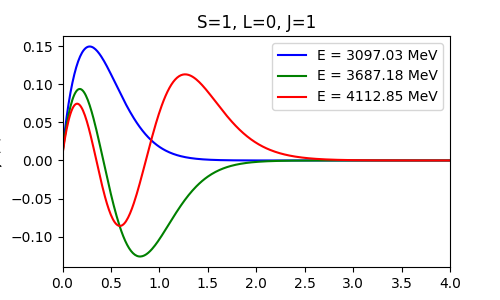 S=1, L=0, J=1
E = 3097.03 MeV
E = 3687.18 MeV
E = 4112.85 MeV
0.15
0.10
0.05
0.00
−0.05
−0.10
0.0 0.5 1.0 1.5 2.0 2.5 3.0 3.5 4.0